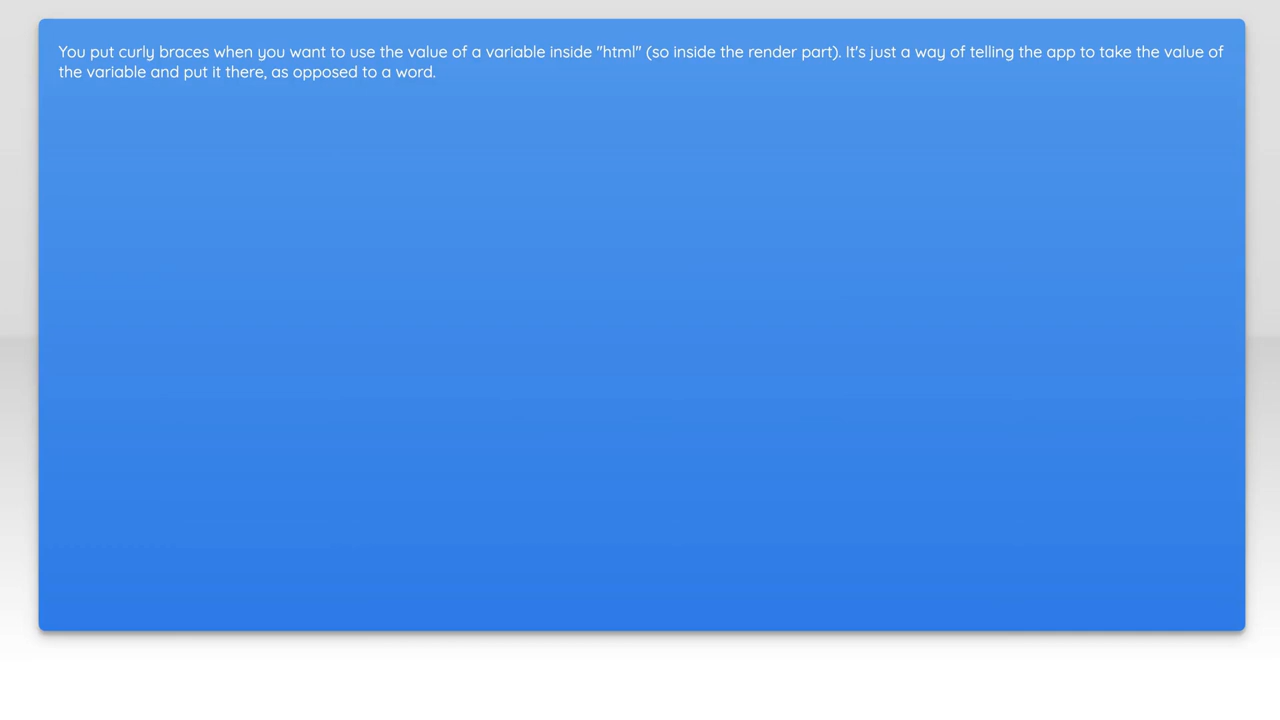 You put curly braces when you want to use the value of a variable inside "html" (so inside the render part). It's just a way of telling the app to take the value of
the variable and put it there, as opposed to a word.